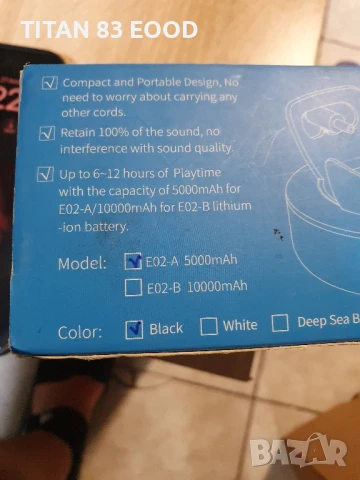 TITAN 83 EOOD
Compact and Portable Design, No
need to worry about carrying any
other cords.
Retain 100% of the sound, no
interference with sound quality.
Up to 6~12 hours of Playtime
with the capacity of 5000mAh for
E02-A/10000mAh for E02-B lithium
-ion battery.
Model: E02-A 5000mAh
E02-B 10000mAh
Color: Black White Deep Sea B
BAZAR